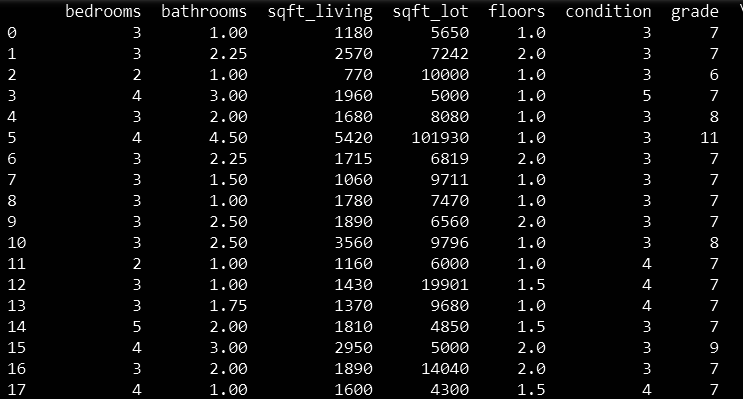 bedrooms bathrooms sqft_living sqft_lot floors condition grade \
0 3 1.00 1180 5650 1.0 3 7
1 3 2.25 2570 7242 2.0 3 7
2 2 1.00 770 10000 1.0 3 6
3 4 3.00 1960 5000 1.0 5 7
4 3 2.00 1680 8080 1.0 3 8
5 4 4.50 5420 101930 1.0 3 11
6 3 2.25 1715 6819 2.0 3 7
7 3 1.50 1060 9711 1.0 3 7
8 3 1.00 1780 7470 1.0 3 7
9 3 2.50 1890 6560 2.0 3 7
10 3 2.50 3560 9796 1.0 3 8
11 2 1.00 1160 6000 1.0 4 7
12 3 1.00 1430 19901 1.5 4 7
13 3 1.75 1370 9680 1.0 4 7
14 5 2.00 1810 4850 1.5 3 7
15 4 3.00 2950 5000 2.0 3 9
16 3 2.00 1890 14040 2.0 3 7
17 4 1.00 1600 4300 1.5 4 7